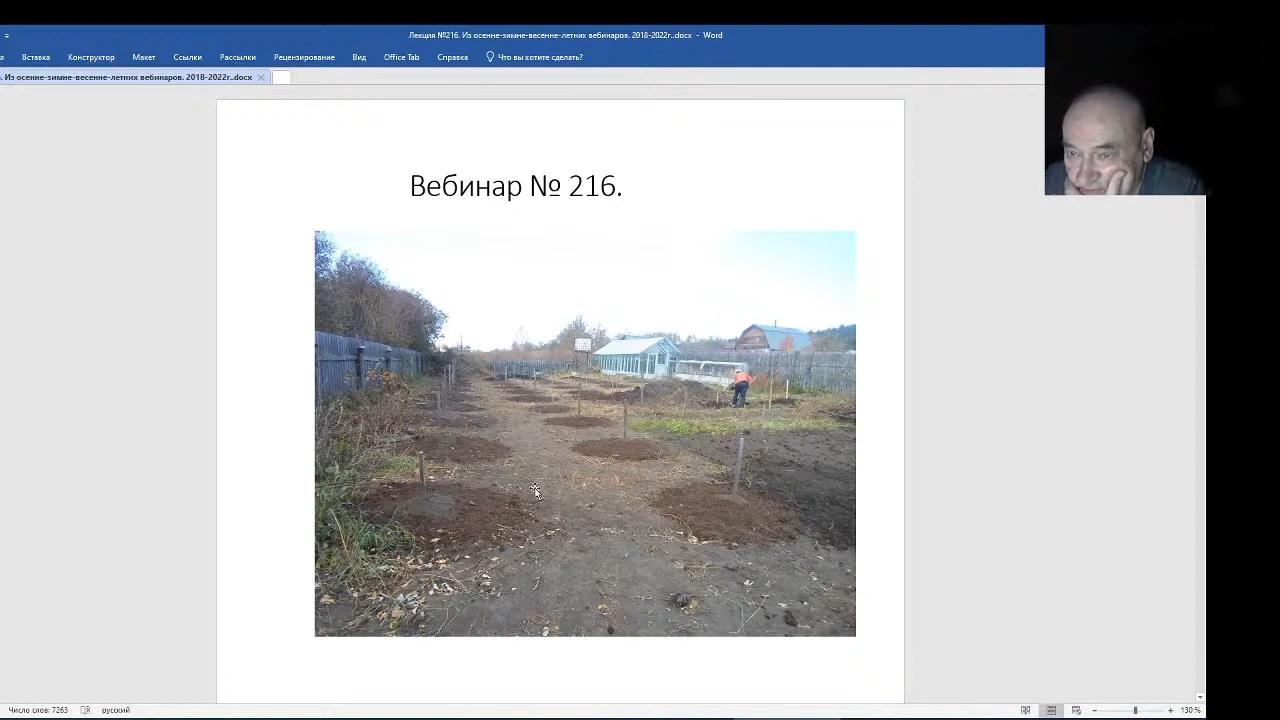 Лекция №216. Из осенне-зимне-весенне-летних вебинаров. 2018-2022г..docx - Word
Вставка Конструктор Макет Ссылки Рассылки Рецензирование Вид Office Tab Справка Что вы хотите сделать?
. Из осенне-зимне-весенне-летних вебинаров. 2018-2022г..docx
Вебинар № 216.
Число слов: 7263 русский 130 %